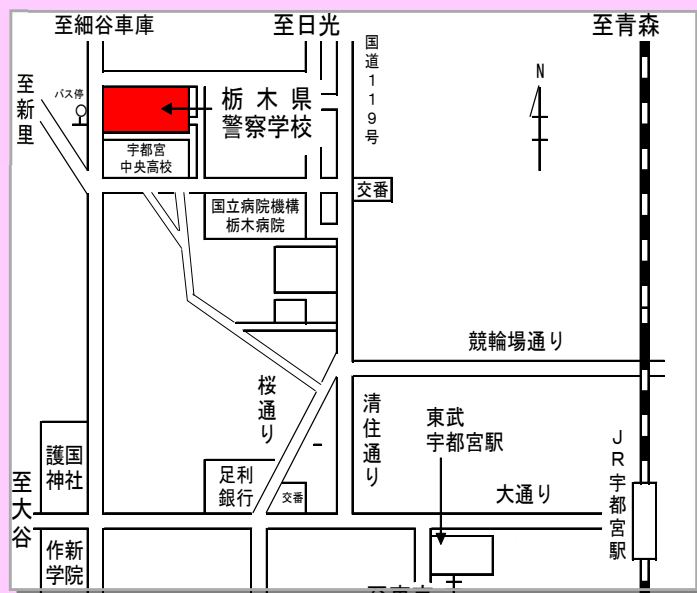 至細谷車庫
至日光
至青森
国道119号
至新里
バス停
栃木県
警察学校
N
宇都宮
中央高校
交番
国立病院機構
栃木病院
競輪場通り
桜通り
清住通り
東武
宇都宮駅
JR宇都宮駅
護国
神社
足利
銀行
交番
大通り
至大谷
作新
学院